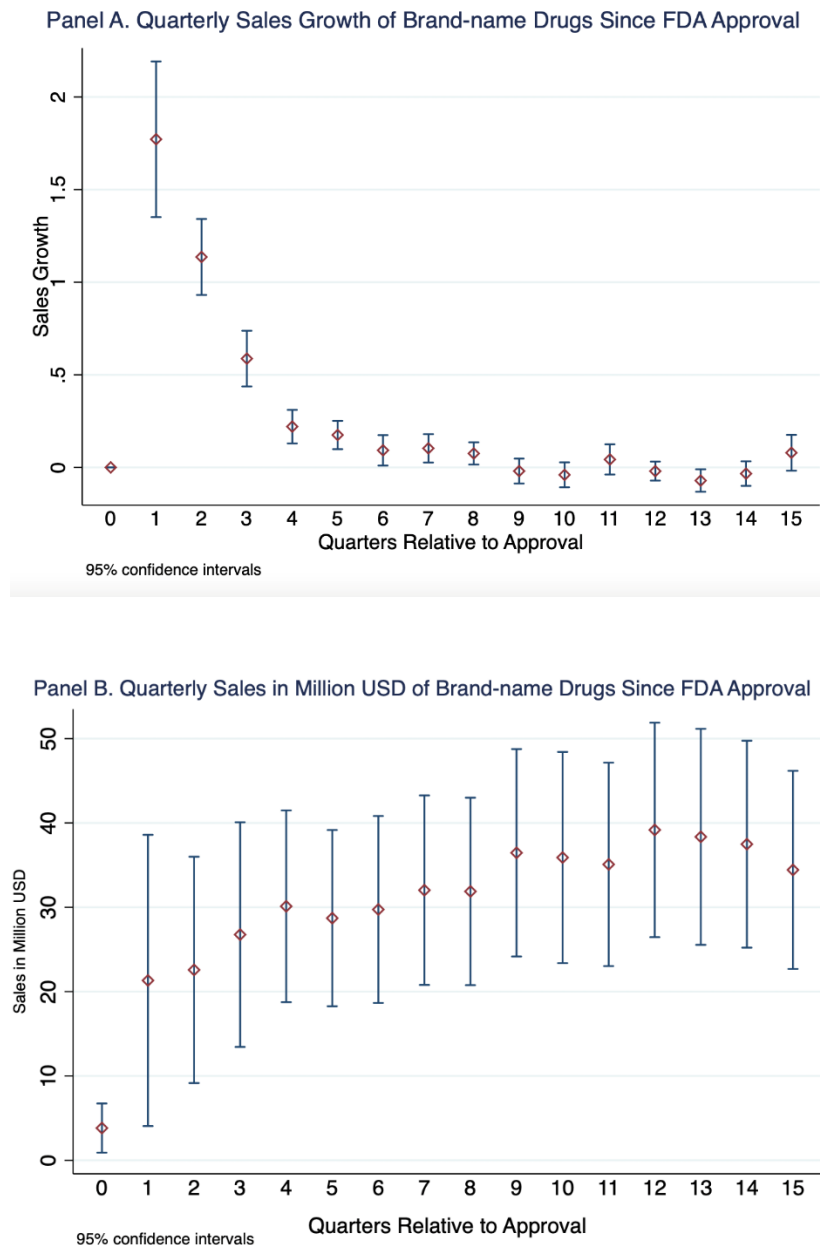 Panel A. Quarterly Sales Growth of Brand-name Drugs Since FDA Approval
2
1.5
1
.5
0
Sales Growth
0 1 2 3 4 5 6 7 8 9 10 11 12 13 14 15
Quarters Relative to Approval
95% confidence intervals
Panel B. Quarterly Sales in Million USD of Brand-name Drugs Since FDA Approval
50
40
30
20
10
0
Sales in Million USD
0 1 2 3 4 5 6 7 8 9 10 11 12 13 14 15
Quarters Relative to Approval
95% confidence intervals